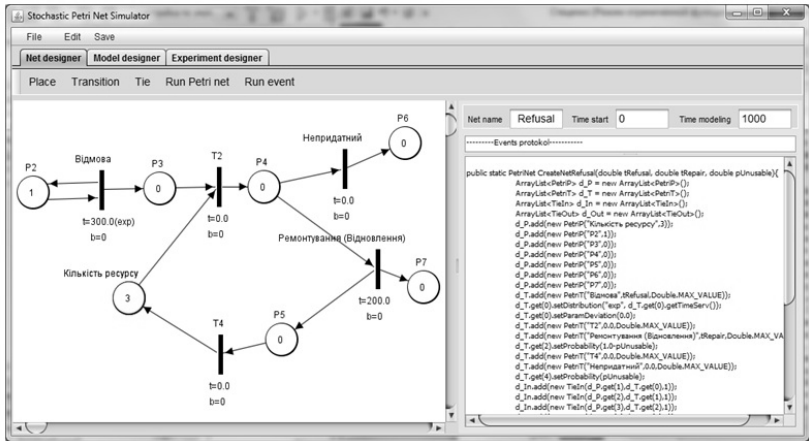 Stochastic Petri Net Simulator
File Edit Save
Net designer Model designer Experiment designer
Place Transition Tie Run Petri net Run event
P2
1
Відмова
t=300.0(exp)
b=0
P3
0
T2
t=0.0
b=0
P4
0
Непридатний
t=0.0
b=0
P6
0
Ремонтування (Відновлення)
t=200.0
b=0
P7
0
Кількість ресурсу
3
T4
t=0.0
b=0
P5
0
Net name Refusal Time start 0 Time modeling 1000
---------Events protokol-----------
public static PetriNet CreateNetRefusal(double tRefusal, double tRepair, double pUnusable){
ArrayList<PetriP> d_P = new ArrayList<PetriP>();
ArrayList<PetriT> d_T = new ArrayList<PetriT>();
ArrayList<TieIn> d_In = new ArrayList<TieIn>();
ArrayList<TieOut> d_Out = new ArrayList<TieOut>();
d_P.add(new PetriP("Кількість ресурсу",3));
d_P.add(new PetriP("P2",1));
d_P.add(new PetriP("P3",0));
d_P.add(new PetriP("P4",0));
d_P.add(new PetriP("P5",0));
d_P.add(new PetriP("P6",0));
d_P.add(new PetriP("P7",0));
d_T.add(new PetriT("Відмова",tRefusal,Double.MAX_VALUE));
d_T.get(0).setDistribution("exp", d_T.get(0).getTimeServ());
d_T.get(0).setParamDeviation(0.0);
d_T.add(new PetriT("T2",0.0,Double.MAX_VALUE));
d_T.add(new PetriT("Ремонтування (Відновлення)",tRepair,Double.MAX_VA
d_T.get(2).setProbability(1.0-pUnusable);
d_T.add(new PetriT("T4",0.0,Double.MAX_VALUE));
d_T.add(new PetriT("Непридатний",0.0,Double.MAX_VALUE));
d_T.get(4).setProbability(pUnusable);
d_In.add(new TieIn(d_P.get(1),d_T.get(0),1));
d_In.add(new TieIn(d_P.get(2),d_T.get(1),1));
d_In.add(new TieIn(d_P.get(3),d_T.get(2),1));